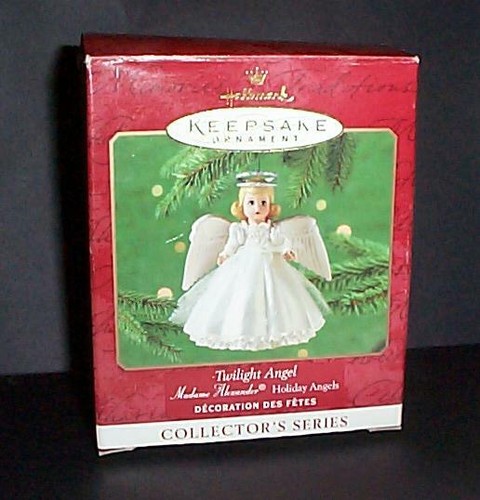 Hallmark
KEEPSAKE
ORNAMENT
Twilight Angel
Madame Alexander® Holiday Angels
DÉCORATION DES FÊTES
COLLECTOR'S SERIES